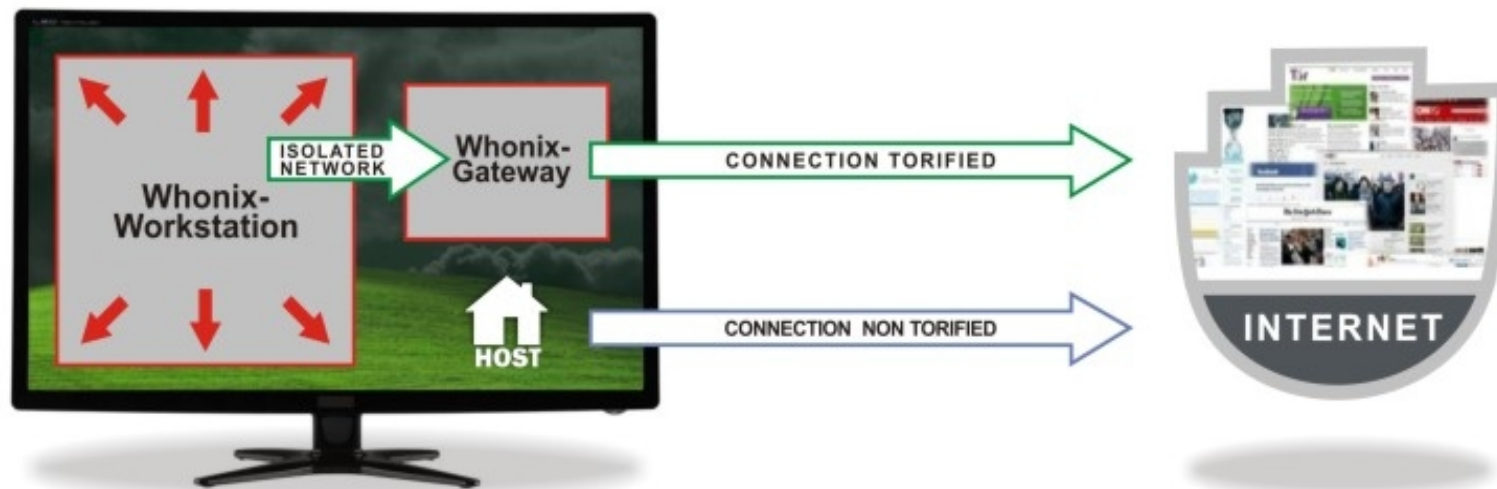 Whonix-
Workstation
ISOLATED
NETWORK
Whonix-
Gateway
CONNECTION TORIFIED
HOST
CONNECTION NON TORIFIED
INTERNET